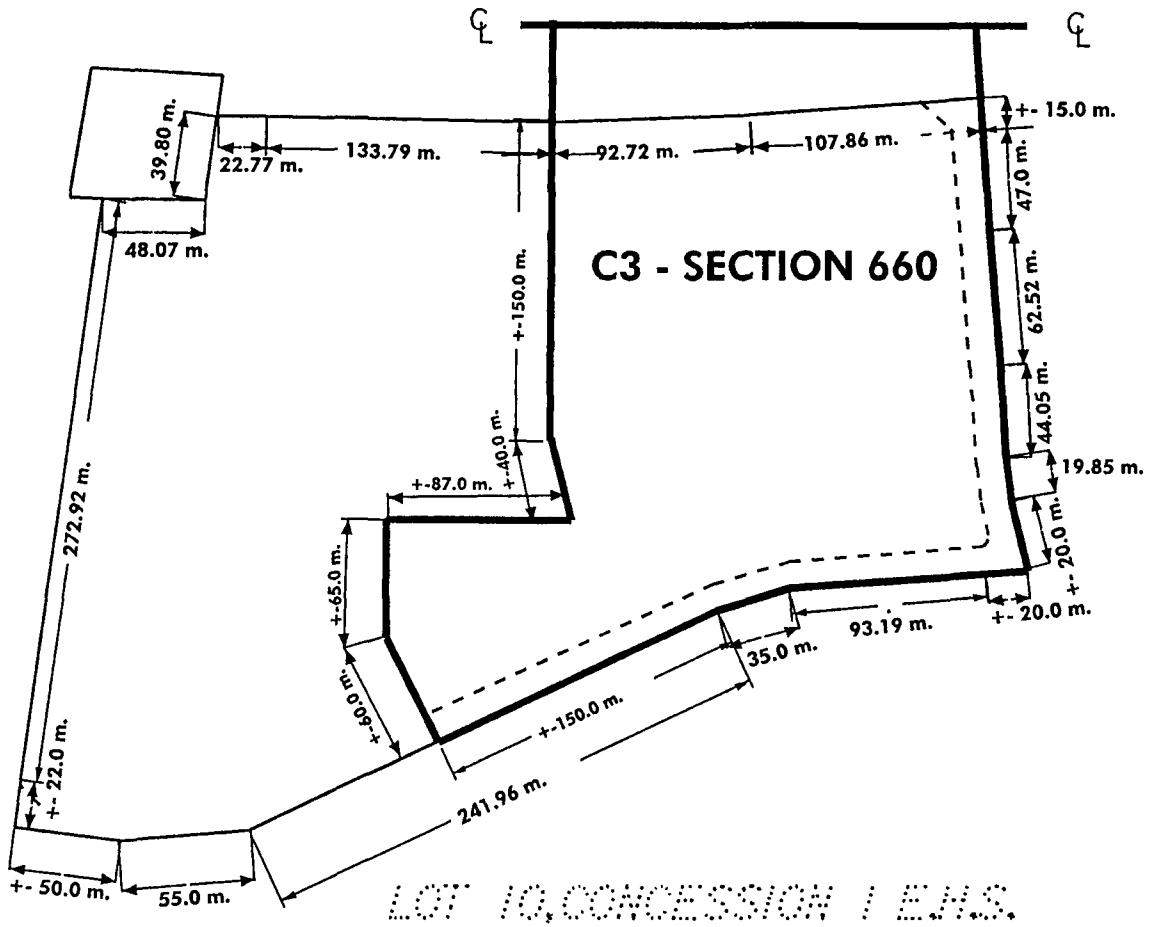 ℄ ℄
+- 15.0 m.
39.80 m.
22.77 m.
133.79 m.
92.72 m.
107.86 m.
47.0 m.
48.07 m.
+-150.0 m.
C3 - SECTION 660
62.52 m.
44.05 m.
+-40.0 m.
19.85 m.
+-87.0 m.
272.92 m.
+- 20.0 m.
+-65.0 m.
+- 20.0 m.
93.19 m.
35.0 m.
+-60.0 m.
+-150.0 m.
+- 22.0 m.
241.96 m.
+- 50.0 m.
55.0 m.
LOT 10, CONCESSION 1 E.H.S.